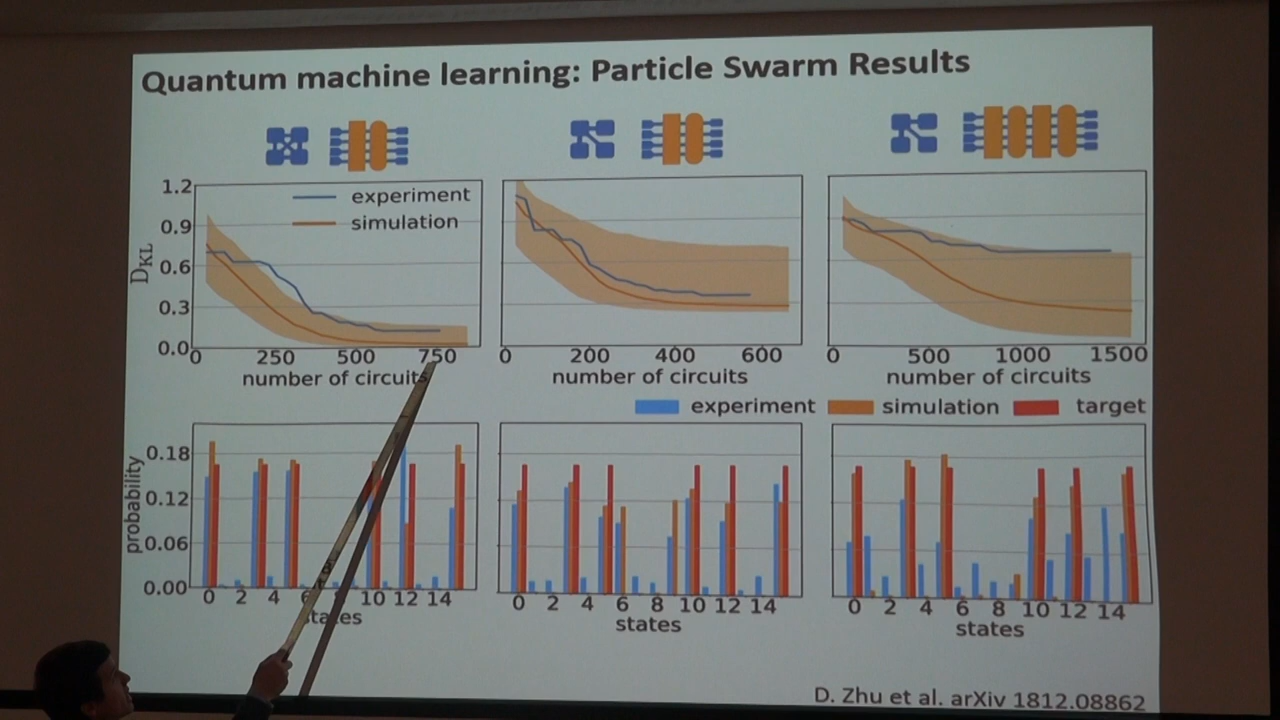 Quantum machine learning: Particle Swarm Results
experiment
simulation
D_KL
1.2
0.9
0.6
0.3
0.0
0 250 500 750
number of circuits
0 200 400 600
number of circuits
0 500 1000 1500
number of circuits
experiment simulation target
probability
0.18
0.12
0.06
0.00
0 2 4 6 10 12 14
states
0 2 4 6 8 10 12 14
states
0 2 4 6 8 10 12 14
states
D. Zhu et al. arXiv 1812.08862